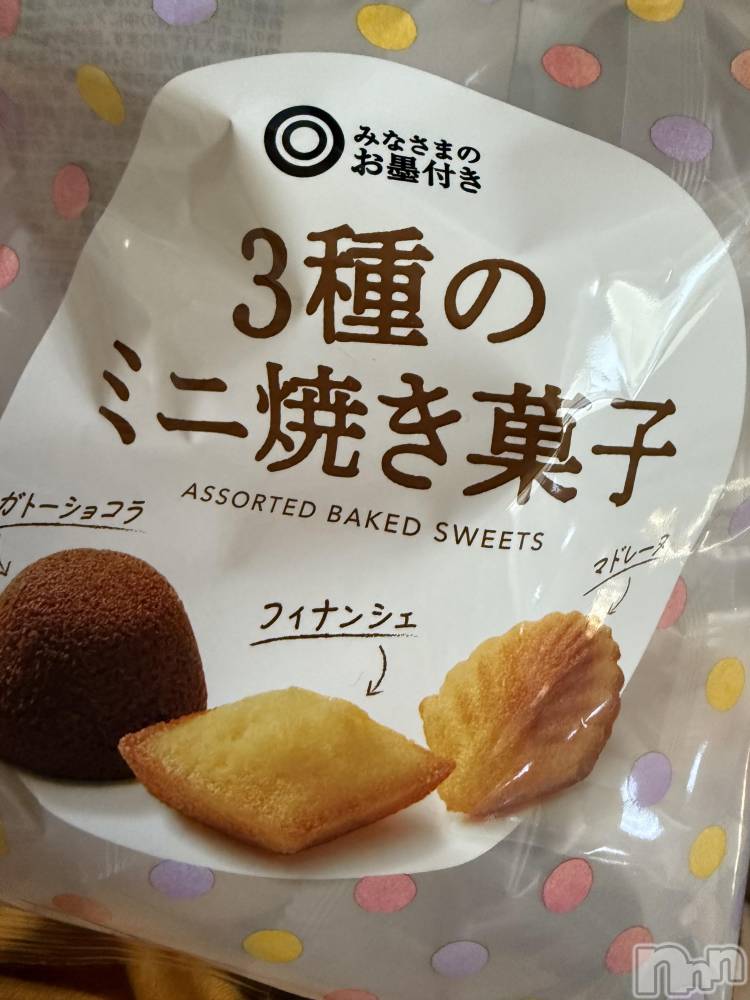 みなさまの
お墨付き
3種の
ミニ焼き菓子
ASSORTED BAKED SWEETS
ガトーショコラ
フィナンシェ
マドレーヌ
nnn